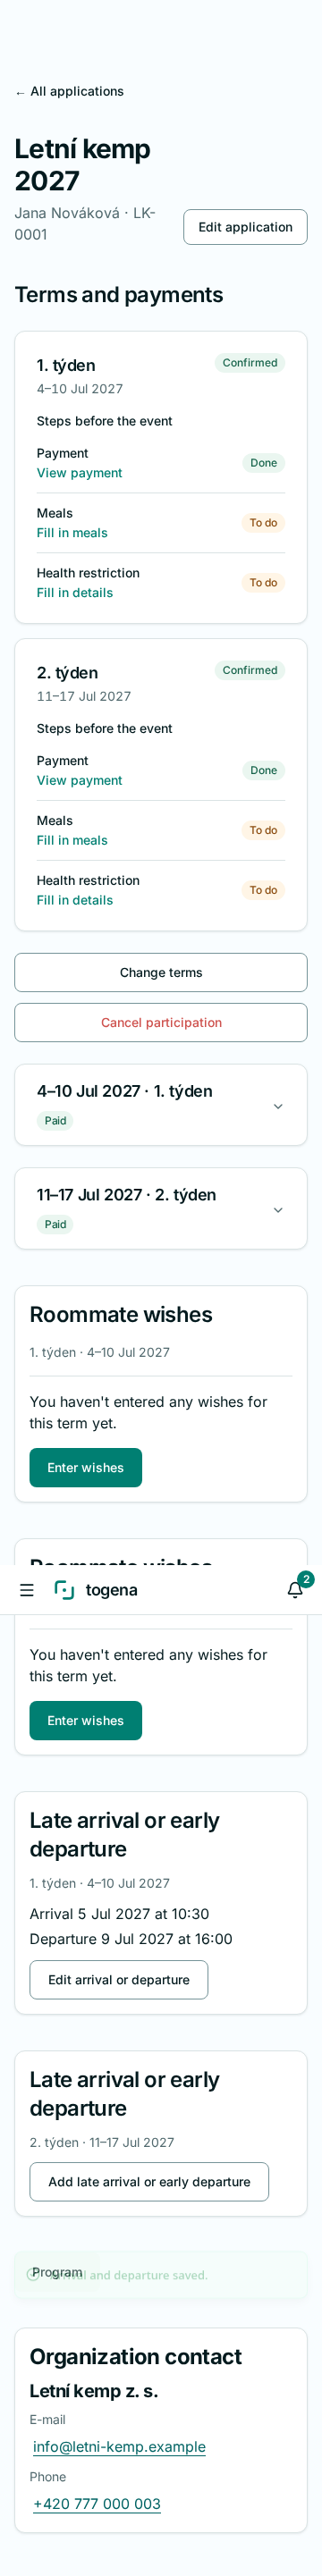 ← All applications
Letní kemp
2027
Jana Nováková · LK-
0001
Edit application
Terms and payments
1. týden
Confirmed
4–10 Jul 2027
Steps before the event
Payment
View payment
Done
Meals
Fill in meals
To do
Health restriction
Fill in details
To do
2. týden
Confirmed
11–17 Jul 2027
Steps before the event
Payment
View payment
Done
Meals
Fill in meals
To do
Health restriction
Fill in details
To do
Change terms
Cancel participation
4–10 Jul 2027 · 1. týden
Paid
11–17 Jul 2027 · 2. týden
Paid
Roommate wishes
1. týden · 4–10 Jul 2027
You haven't entered any wishes for
this term yet.
Enter wishes
Roommate wishes
togena
2
You haven't entered any wishes for
this term yet.
Enter wishes
Late arrival or early
departure
1. týden · 4–10 Jul 2027
Arrival 5 Jul 2027 at 10:30
Departure 9 Jul 2027 at 16:00
Edit arrival or departure
Late arrival or early
departure
2. týden · 11–17 Jul 2027
Add late arrival or early departure
Program
and departure saved.
Organization contact
Letní kemp z. s.
E-mail
info@letni-kemp.example
Phone
+420 777 000 003